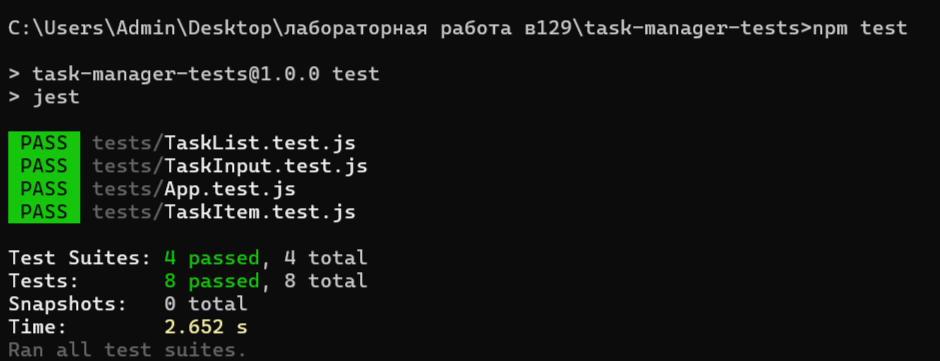 C:\Users\Admin\Desktop\лабораторная работа в129\task-manager-tests>npm test
> task-manager-tests@1.0.0 test
> jest
PASS tests/TaskList.test.js
PASS tests/TaskInput.test.js
PASS tests/App.test.js
PASS tests/TaskItem.test.js
Test Suites: 4 passed, 4 total
Tests: 8 passed, 8 total
Snapshots: 0 total
Time: 2.652 s
Ran all test suites.